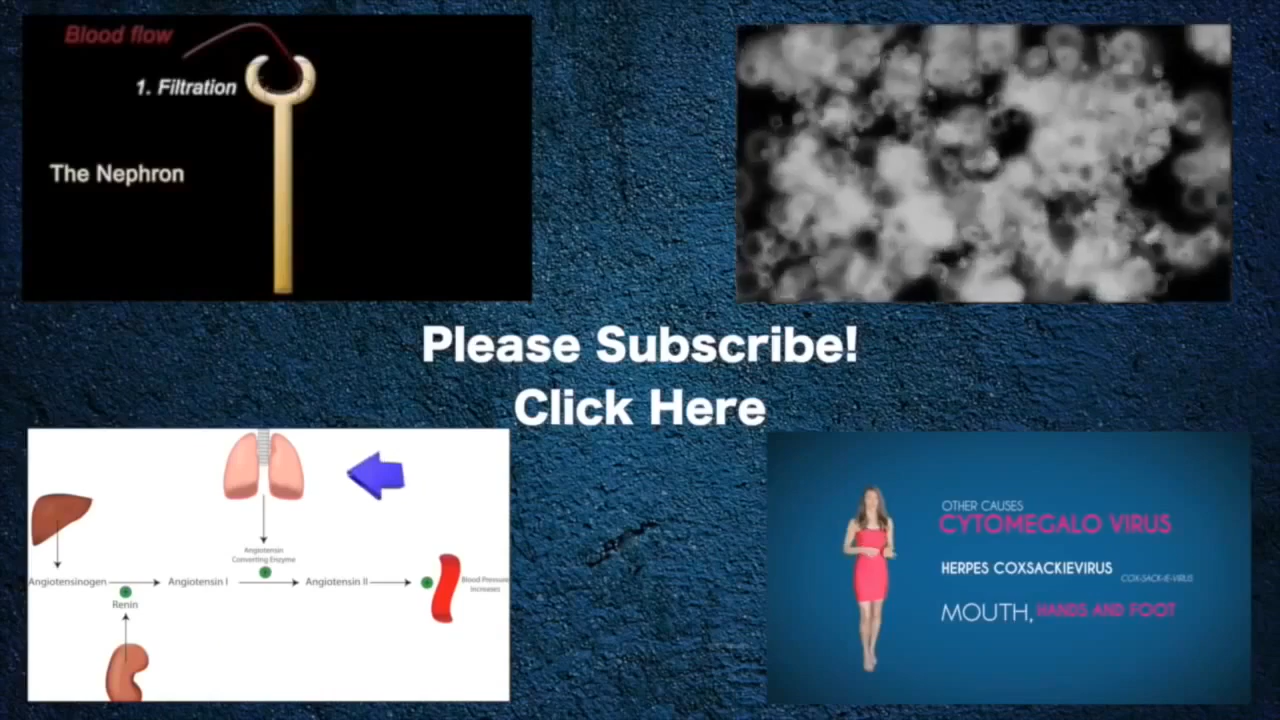 Blood flow
1. Filtration
The Nephron
Please Subscribe!
Click Here
Angiotensin
Converting Enzyme
Angiotensinogen
Angiotensin I
Angiotensin II
Blood Pressure
Increases
Renin
OTHER CAUSES
CYTOMEGALO VIRUS
HERPES COXSACKIEVIRUS
COX-SACK-IE-VIRUS
MOUTH, HANDS AND FOOT